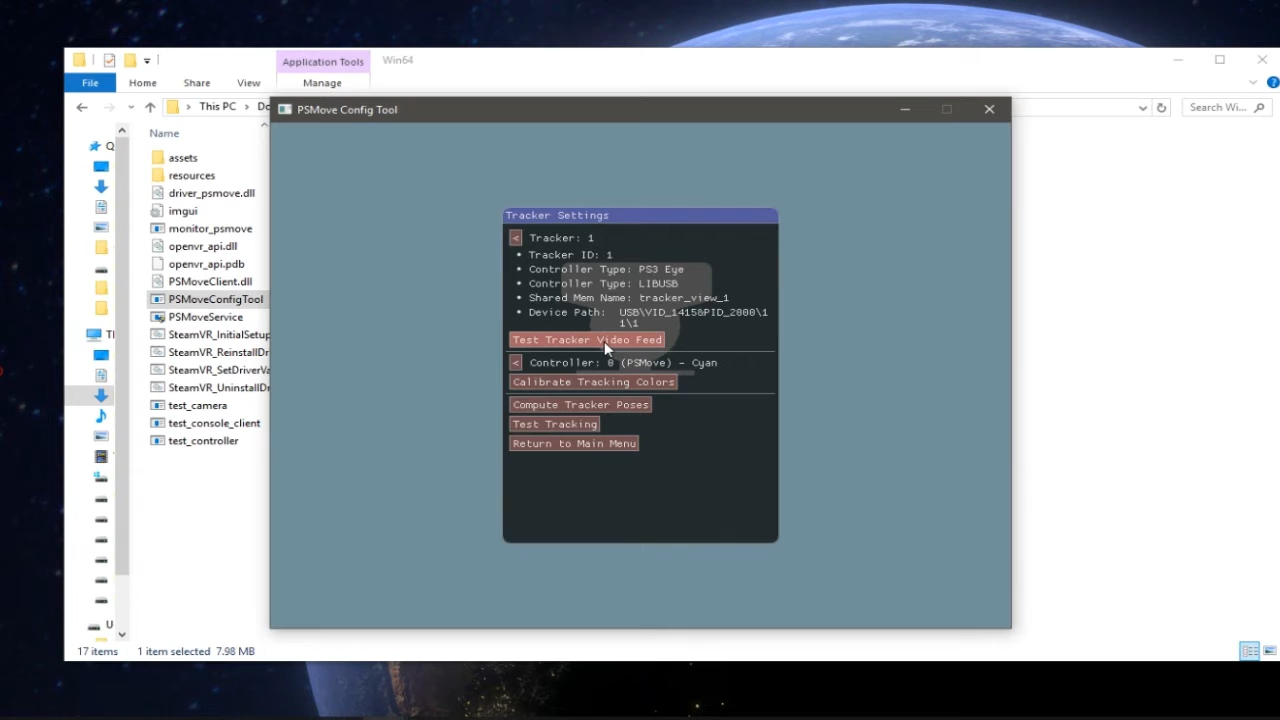 Application Tools
Win64
File
Home
Share
View
Manage
This PC
Search Wi...
PSMove Config Tool
Name
assets
resources
driver_psmove.dll
imgui
monitor_psmove
openvr_api.dll
openvr_api.pdb
PSMoveClient.dll
PSMoveConfigTool
PSMoveService
SteamVR_InitialSetup
SteamVR_ReinstallDr
SteamVR_SetDriverVa
SteamVR_UninstallDr
test_camera
test_console_client
test_controller
Tracker Settings
< Tracker: 1
• Tracker ID: 1
• Controller Type: PS3 Eye
• Controller Type: LIBUSB
• Shared Mem Name: tracker_view_1
• Device Path: USB\VID_1415&PID_2000\1
1\1
Test Tracker Video Feed
< Controller: 0 (PSMove) - Cyan
Calibrate Tracking Colors
Compute Tracker Poses
Test Tracking
Return to Main Menu
17 items
1 item selected 7.98 MB